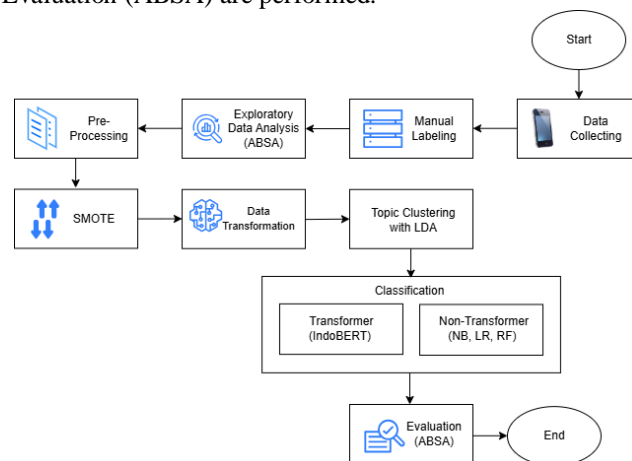 Evaluation (ABSA) are performed.
Start
Data
Collecting
Manual
Labeling
Exploratory
Data Analysis
(ABSA)
Pre-
Processing
SMOTE
Data
Transformation
Topic Clustering
with LDA
Classification
Transformer
(IndoBERT)
Non-Transformer
(NB, LR, RF)
Evaluation
(ABSA)
End